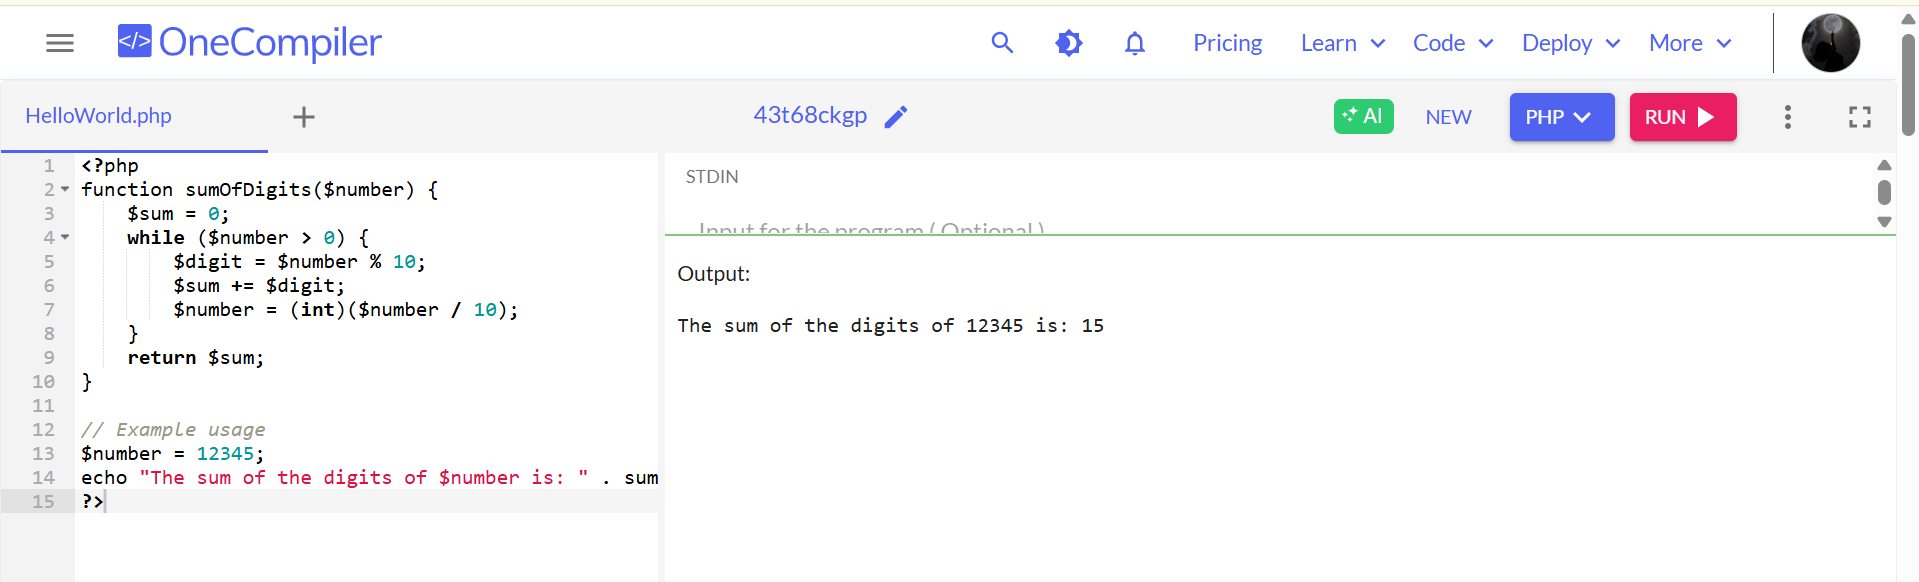 </> OneCompiler
Pricing Learn Code Deploy More
HelloWorld.php + 43t68ckgp AI NEW PHP RUN
1 <?php
2 function sumOfDigits($number) {
3     $sum = 0;
4     while ($number > 0) {
5         $digit = $number % 10;
6         $sum += $digit;
7         $number = (int)($number / 10);
8     }
9     return $sum;
10 }
11
12 // Example usage
13 $number = 12345;
14 echo "The sum of the digits of $number is: " . sum
15 ?>
STDIN
Input for the program ( Optional )
Output:
The sum of the digits of 12345 is: 15